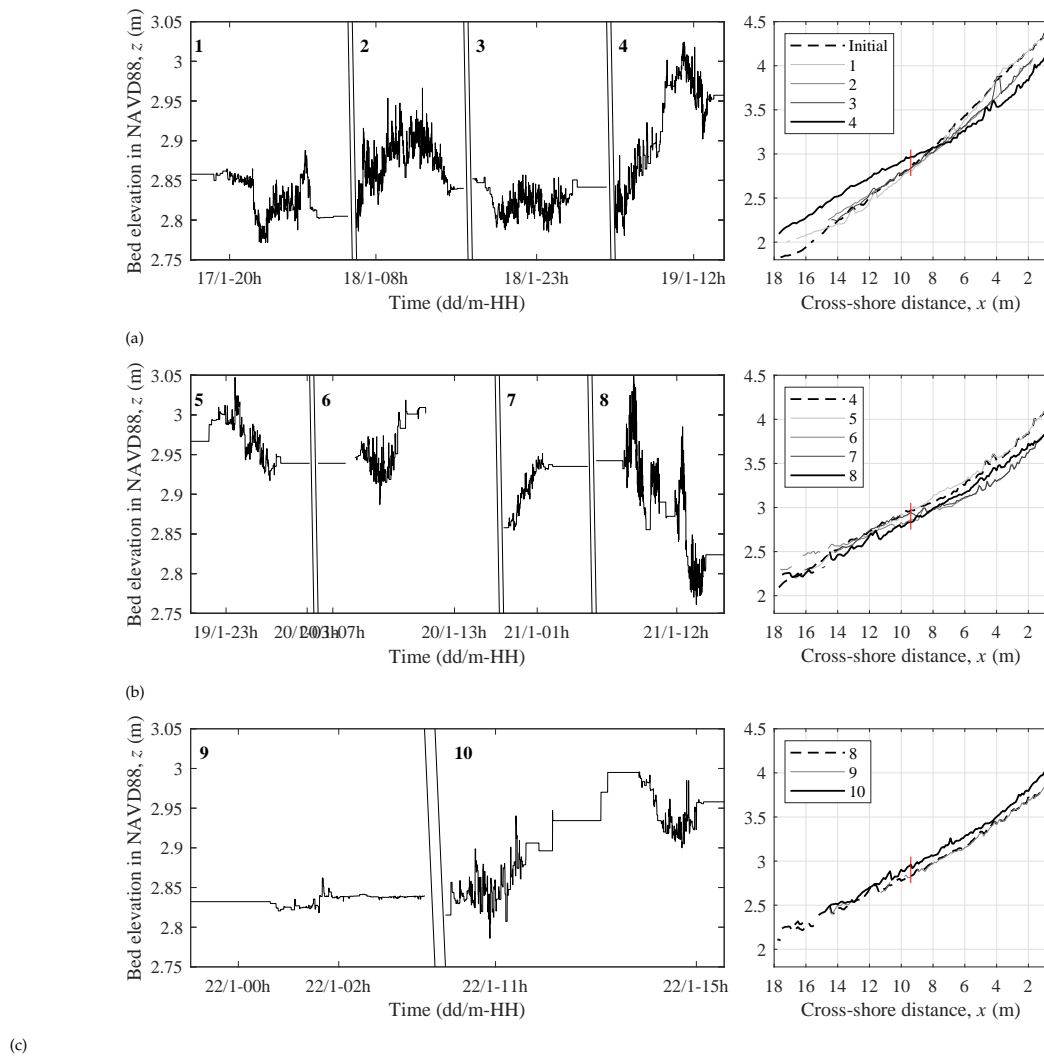 1 2 3 4
3.05
3
2.95
2.9
2.85
2.8
2.75
Bed elevation in NAVD88, z (m)
17/1-20h 18/1-08h 18/1-23h 19/1-12h
Time (dd/m-HH)
Initial
1
2
3
4
4.5
4
3.5
3
2.5
2
18 16 14 12 10 8 6 4 2
Cross-shore distance, x (m)
(a)
5 6 7 8
3.05
3
2.95
2.9
2.85
2.8
2.75
Bed elevation in NAVD88, z (m)
19/1-23h 20/1-03h 20/1-07h 20/1-13h 21/1-01h 21/1-12h
Time (dd/m-HH)
4
5
6
7
8
4.5
4
3.5
3
2.5
2
18 16 14 12 10 8 6 4 2
Cross-shore distance, x (m)
(b)
9 10
3.05
3
2.95
2.9
2.85
2.8
2.75
Bed elevation in NAVD88, z (m)
22/1-00h 22/1-02h 22/1-11h 22/1-15h
Time (dd/m-HH)
8
9
10
4.5
4
3.5
3
2.5
2
18 16 14 12 10 8 6 4 2
Cross-shore distance, x (m)
(c)